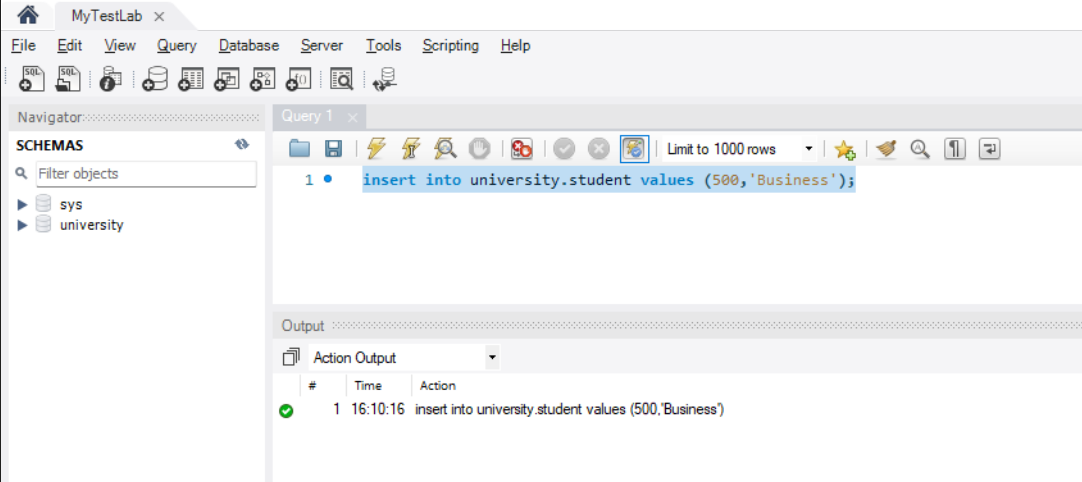 MyTestLab
File Edit View Query Database Server Tools Scripting Help
SQL SQL
Navigator
SCHEMAS
Filter objects
sys
university
Query 1
Limit to 1000 rows
1 insert into university.student values (500,'Business');
Output
Action Output
# Time Action
1 16:10:16 insert into university.student values (500,'Business')